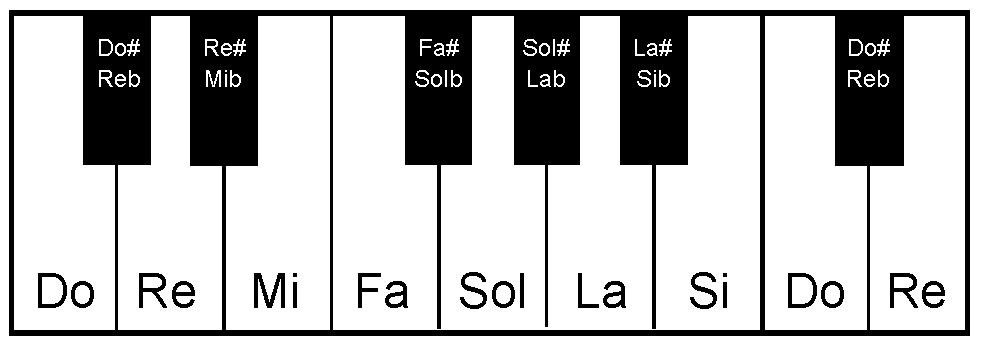 Do# Re# Fa# Sol# La# Do#
Reb Mib Solb Lab Sib Reb
Do Re Mi Fa Sol La Si Do Re